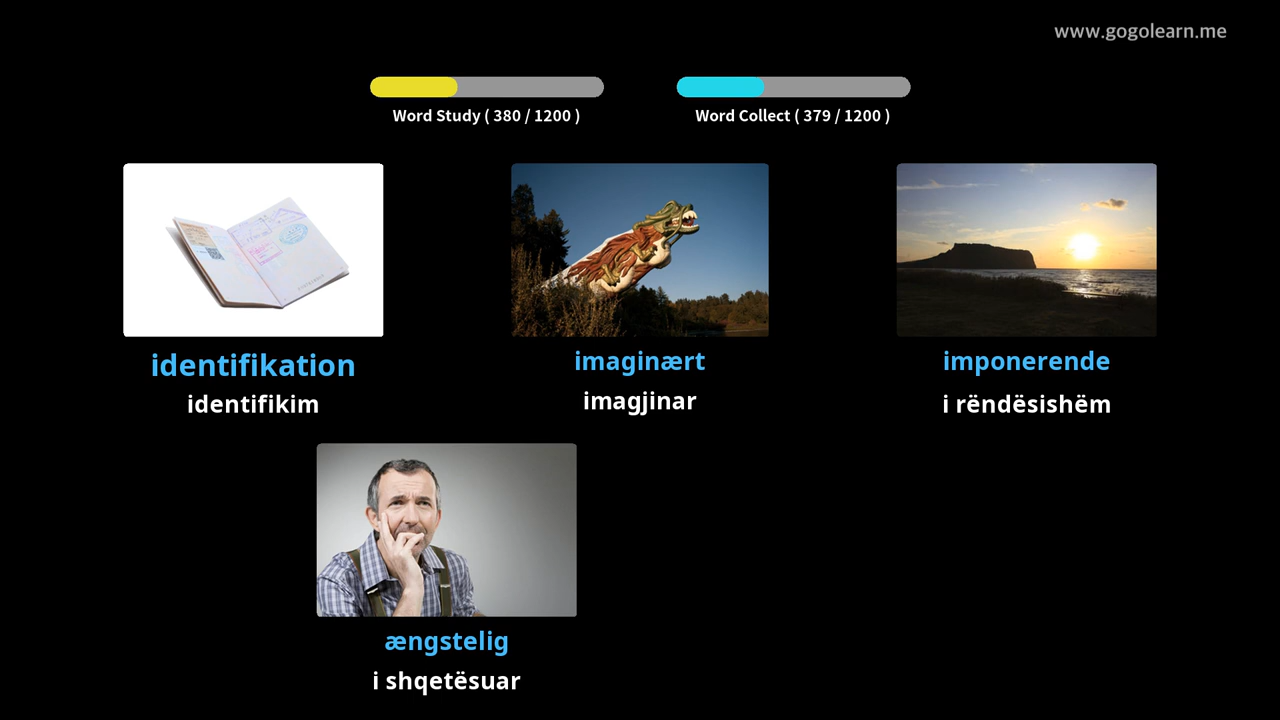 www.gogolearn.me
Word Study ( 380 / 1200 )
Word Collect ( 379 / 1200 )
identifikation
identifikim
imaginært
imagjinar
imponerende
i rëndësishëm
ængstelig
i shqetësuar